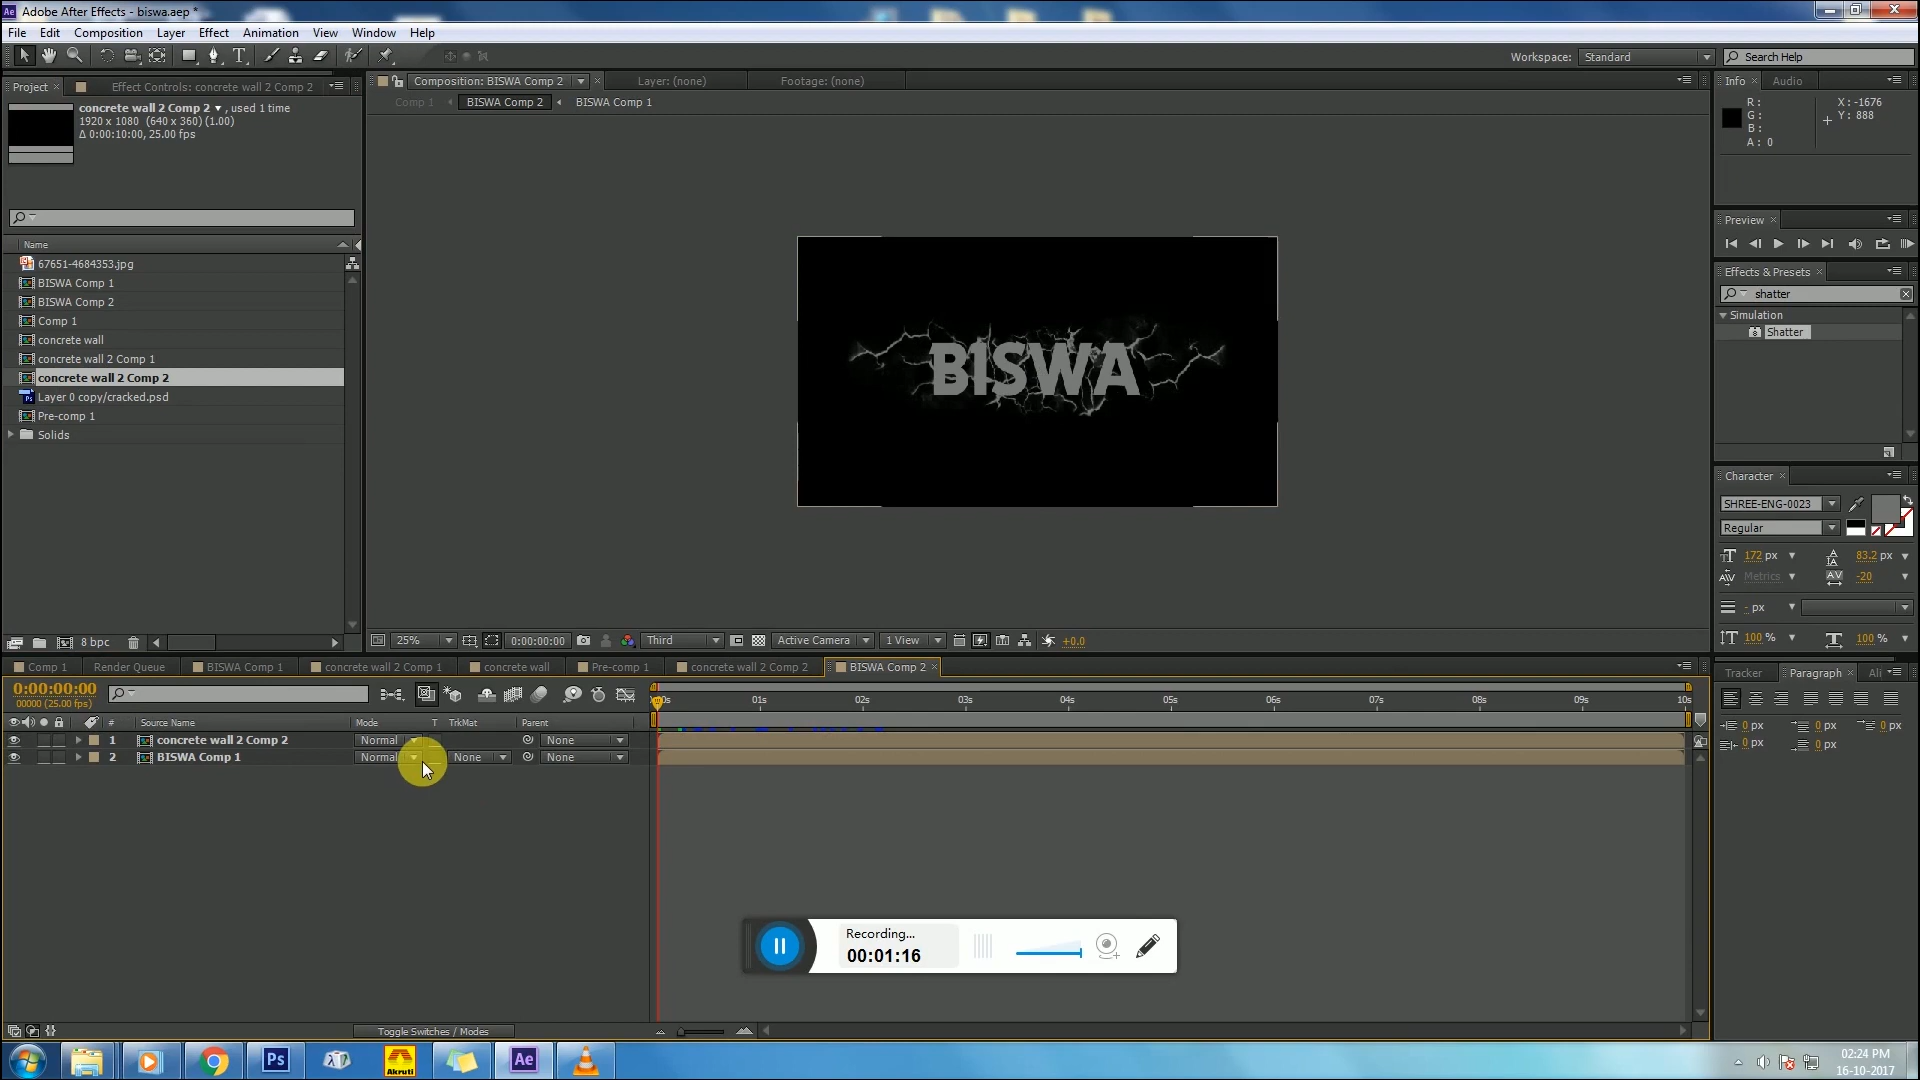 Adobe After Effects - biswa.aep *
File Edit Composition Layer Effect Animation View Window Help
Workspace: Standard Search Help
Project Effect Controls: concrete wall 2 Comp 2
concrete wall 2 Comp 2 , used 1 time
1920 x 1080 (640 x 360) (1.00)
Δ 0:00:10:00, 25.00 fps
Name
67651-4684353.jpg
BISWA Comp 1
BISWA Comp 2
Comp 1
concrete wall
concrete wall 2 Comp 1
concrete wall 2 Comp 2
Layer 0 copy/cracked.psd
Pre-comp 1
Solids
8 bpc
Composition: BISWA Comp 2 Layer: (none) Footage: (none)
Comp 1 BISWA Comp 2 BISWA Comp 1
BISWA
25% 0:00:00:00 Third Active Camera 1 View +0.0
Info Audio
R: X: -1676
G: Y: 888
B:
A: 0
Preview
Effects & Presets
shatter
Simulation
8 Shatter
Character
SHREE-ENG-0023
Regular
172 px 83.2 px
Metrics -20
- px
100 % 100 %
Tracker Paragraph Ali
0 px 0 px 0 px
0 px 0 px
Comp 1 Render Queue BISWA Comp 1 concrete wall 2 Comp 1 concrete wall Pre-comp 1 concrete wall 2 Comp 2 BISWA Comp 2
0:00:00:00
00000 (25.00 fps)
01s 02s 03s 04s 05s 06s 07s 08s 09s 10s
# Source Name Mode T TrkMat Parent
1 concrete wall 2 Comp 2 Normal None
2 BISWA Comp 1 Normal None None
Recording...
00:01:16
Toggle Switches / Modes
Ps Akruti Ae
02:24 PM
16-10-2017